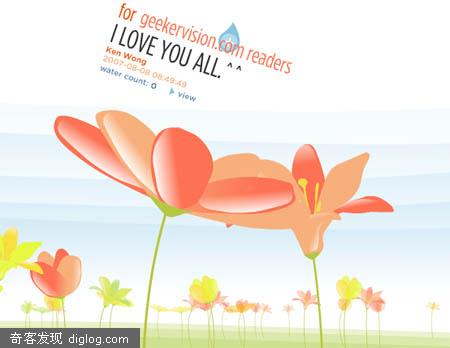 for geekervision.com readers
I LOVE YOU ALL. ^ ^
Ken Wong
2007-08-08 08:49:49
water count: 0 view
奇客发现 diglog.com